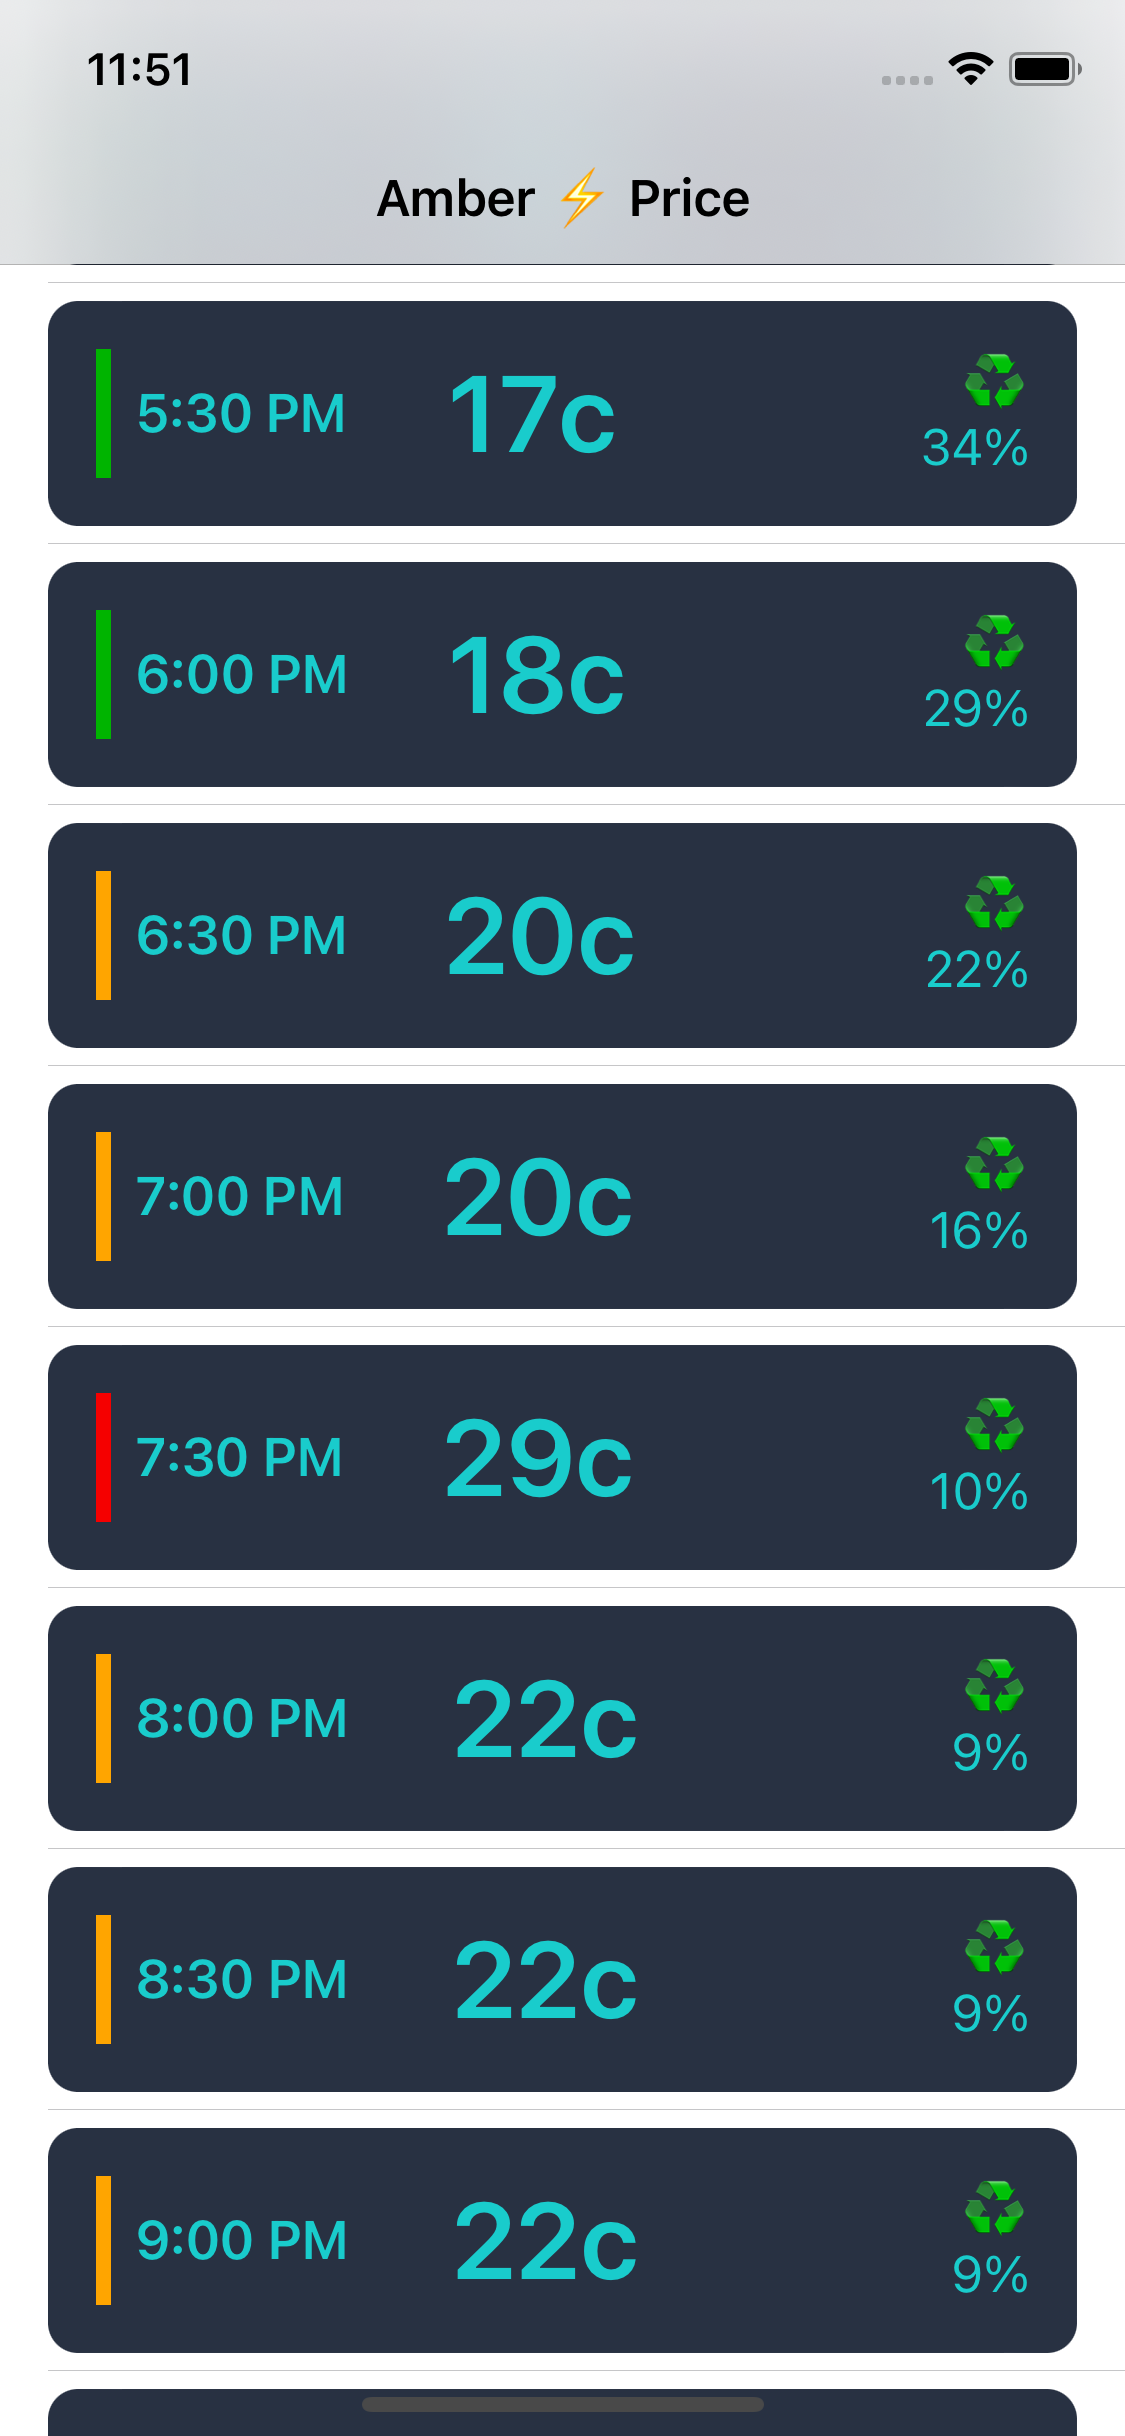 11:51
Amber ⚡ Price
5:30 PM 17c ♻
34%
6:00 PM 18c ♻
29%
6:30 PM 20c ♻
22%
7:00 PM 20c ♻
16%
7:30 PM 29c ♻
10%
8:00 PM 22c ♻
9%
8:30 PM 22c ♻
9%
9:00 PM 22c ♻
9%